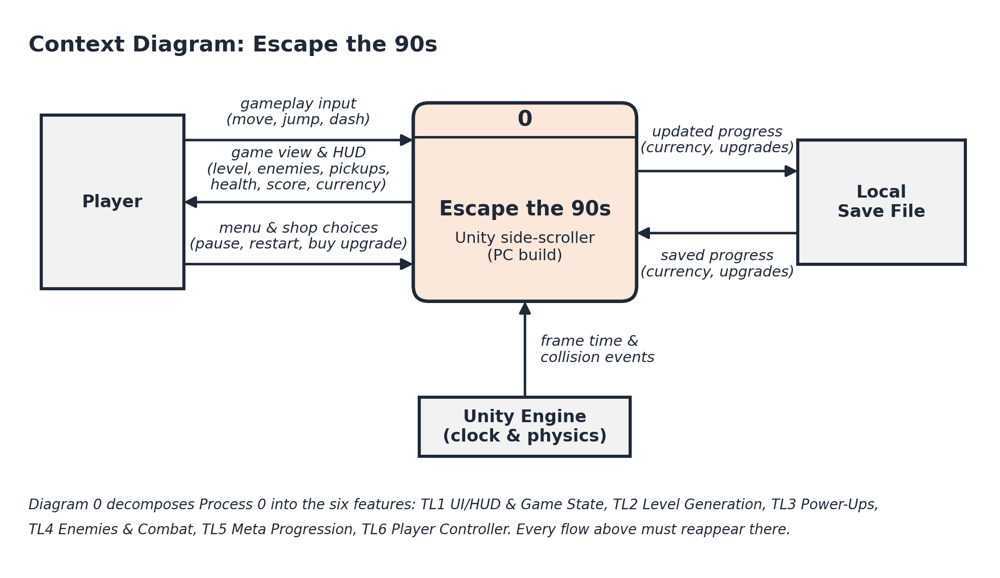 Context Diagram: Escape the 90s
gameplay input
(move, jump, dash)
game view & HUD
(level, enemies, pickups,
health, score, currency)
menu & shop choices
(pause, restart, buy upgrade)
Player
0
Escape the 90s
Unity side-scroller
(PC build)
updated progress
(currency, upgrades)
Local
Save File
saved progress
(currency, upgrades)
frame time &
collision events
Unity Engine
(clock & physics)
Diagram 0 decomposes Process 0 into the six features: TL1 UI/HUD & Game State, TL2 Level Generation, TL3 Power-Ups,
TL4 Enemies & Combat, TL5 Meta Progression, TL6 Player Controller. Every flow above must reappear there.